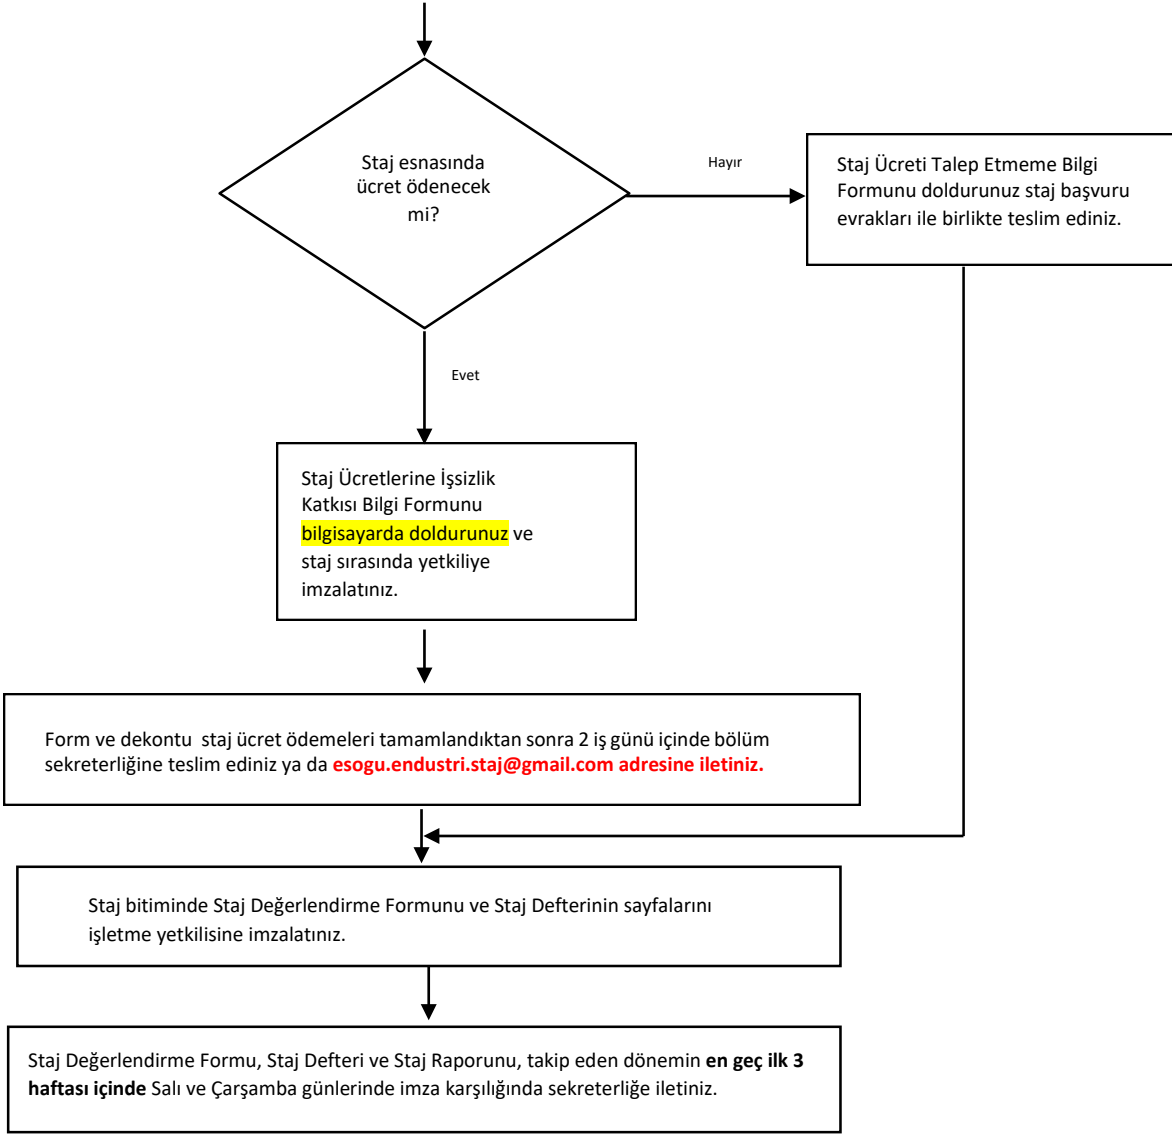 Staj esnasında
ücret ödenecek
mi?
Hayır
Staj Ücreti Talep Etmeme Bilgi
Formunu doldurunuz staj başvuru
evrakları ile birlikte teslim ediniz.
Evet
Staj Ücretlerine İşsizlik
Katkısı Bilgi Formunu
bilgisayarda doldurunuz ve
staj sırasında yetkiliye
imzalatınız.
Form ve dekontu staj ücret ödemeleri tamamlandıktan sonra 2 iş günü içinde bölüm
sekreterliğine teslim ediniz ya da esogu.endustri.staj@gmail.com adresine iletiniz.
Staj bitiminde Staj Değerlendirme Formunu ve Staj Defterinin sayfalarını
işletme yetkilisine imzalatınız.
Staj Değerlendirme Formu, Staj Defteri ve Staj Raporunu, takip eden dönemin en geç ilk 3
haftası içinde Salı ve Çarşamba günlerinde imza karşılığında sekreterliğe iletiniz.